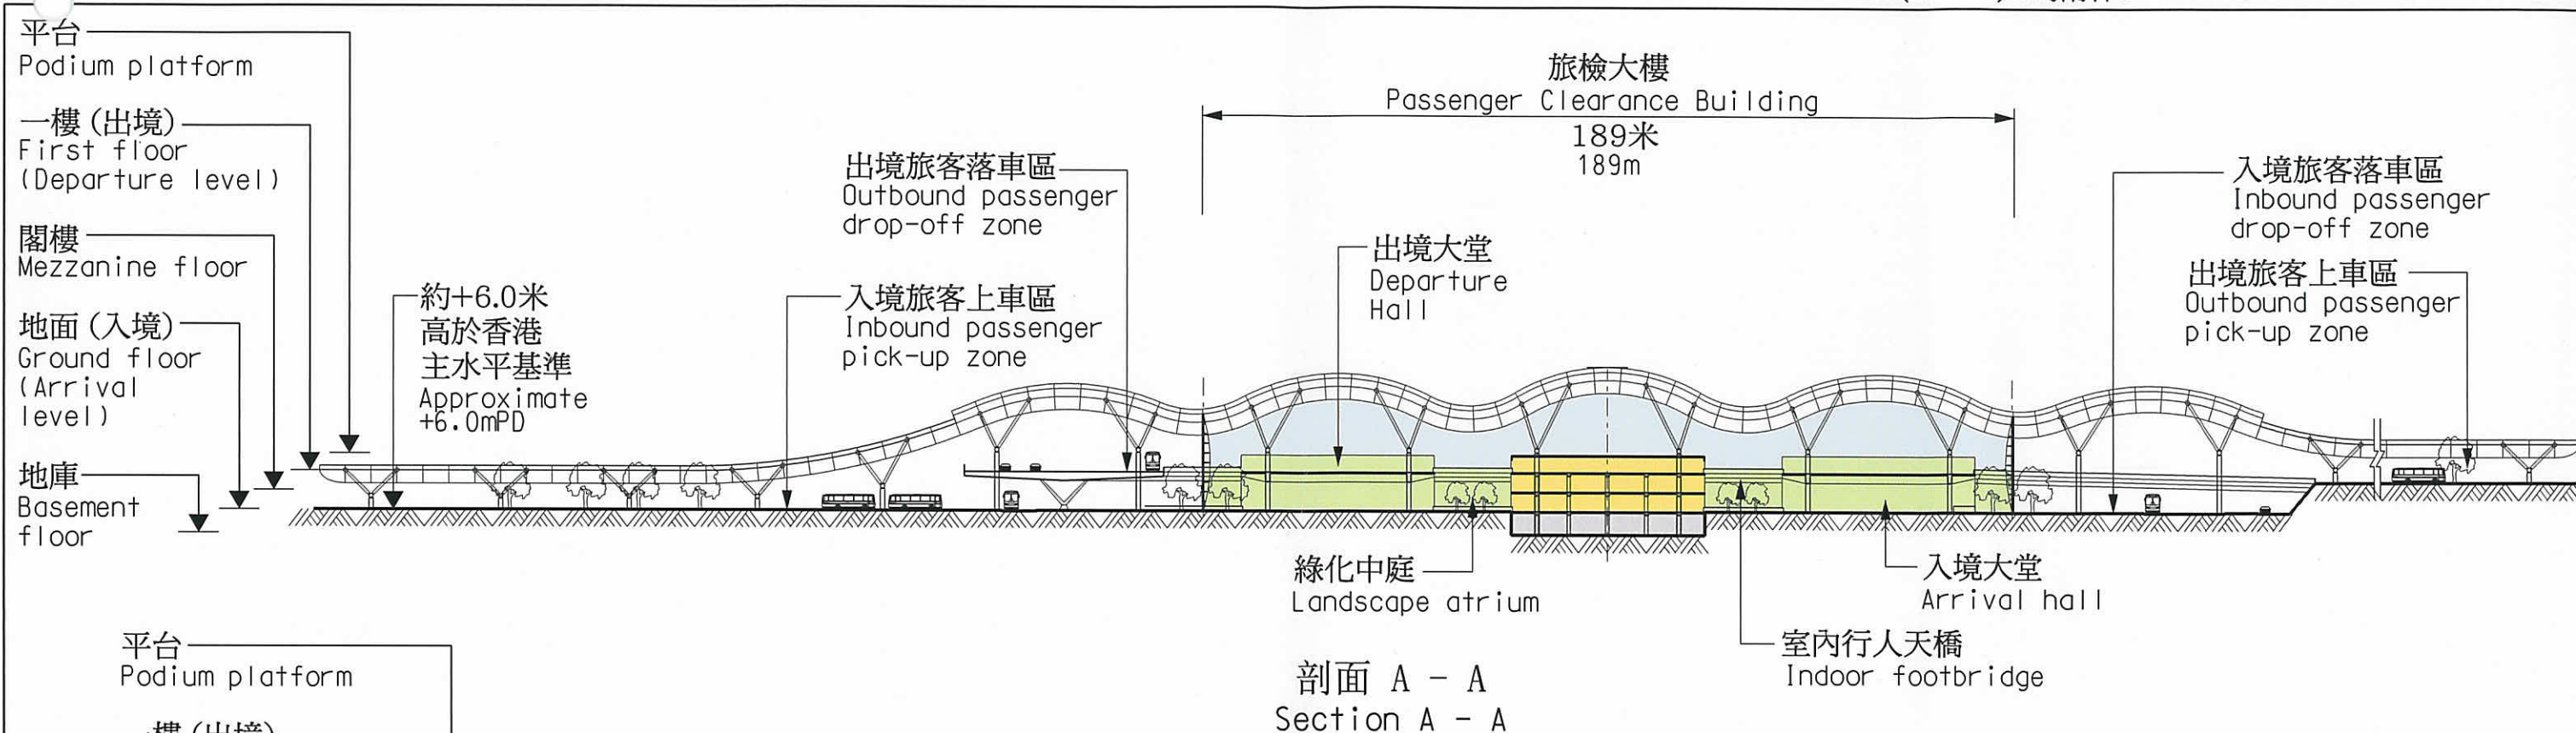 平台
Podium platform
一樓 (出境)
First floor
(Departure level)
閣樓
Mezzanine floor
地面 (入境)
Ground floor
(Arrival
level)
地庫
Basement
floor
約+6.0米
高於香港
主水平基準
Approximate
+6.0mPD
出境旅客落車區
Outbound passenger
drop-off zone
入境旅客上車區
Inbound passenger
pick-up zone
旅檢大樓
Passenger Clearance Building
189米
189m
出境大堂
Departure
Hall
入境旅客落車區
Inbound passenger
drop-off zone
出境旅客上車區
Outbound passenger
pick-up zone
綠化中庭
Landscape atrium
入境大堂
Arrival hall
室內行人天橋
Indoor footbridge
剖面 A - A
Section A - A
平台
Podium platform
一樓 (出境)